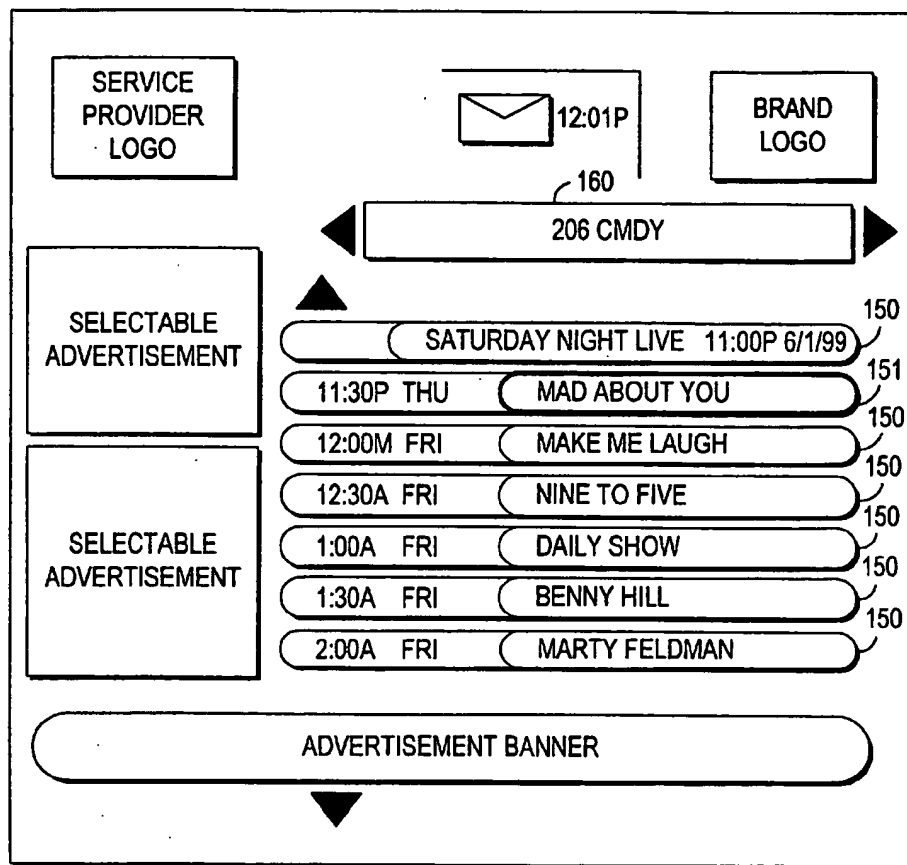 SERVICE
PROVIDER
LOGO
12:01P
BRAND
LOGO
160
206 CMDY
SELECTABLE
ADVERTISEMENT
SATURDAY NIGHT LIVE 11:00P 6/1/99 150
11:30P THU MAD ABOUT YOU 151
12:00M FRI MAKE ME LAUGH 150
12:30A FRI NINE TO FIVE 150
SELECTABLE
ADVERTISEMENT
1:00A FRI DAILY SHOW 150
1:30A FRI BENNY HILL 150
2:00A FRI MARTY FELDMAN 150
ADVERTISEMENT BANNER